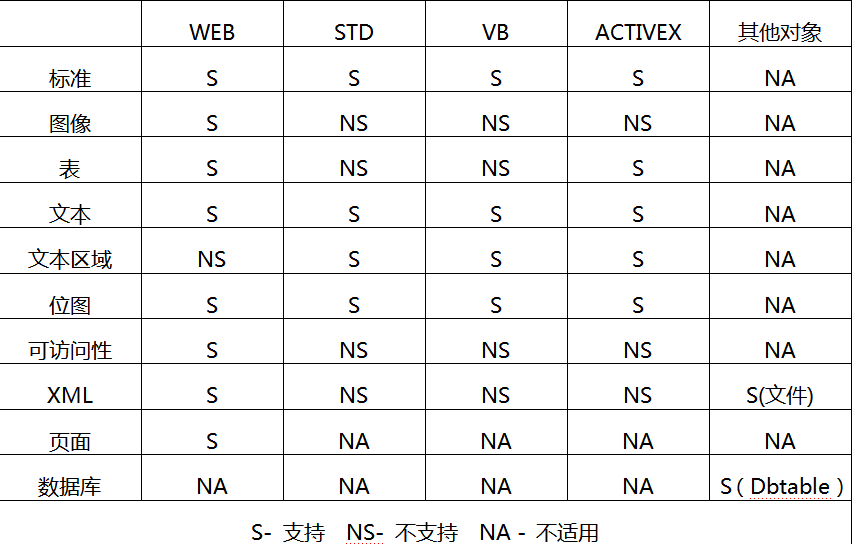 WEB STD VB ACTIVEX 其他对象
标准 S S S S NA
图像 S NS NS NS NA
表 S NS NS S NA
文本 S S S S NA
文本区域 NS S S S NA
位图 S S S S NA
可访问性 S NS NS NS NA
XML S NS NS NS S(文件)
页面 S NA NA NA NA
数据库 NA NA NA NA S ( Dbtable )
S- 支持 NS- 不支持 NA - 不适用